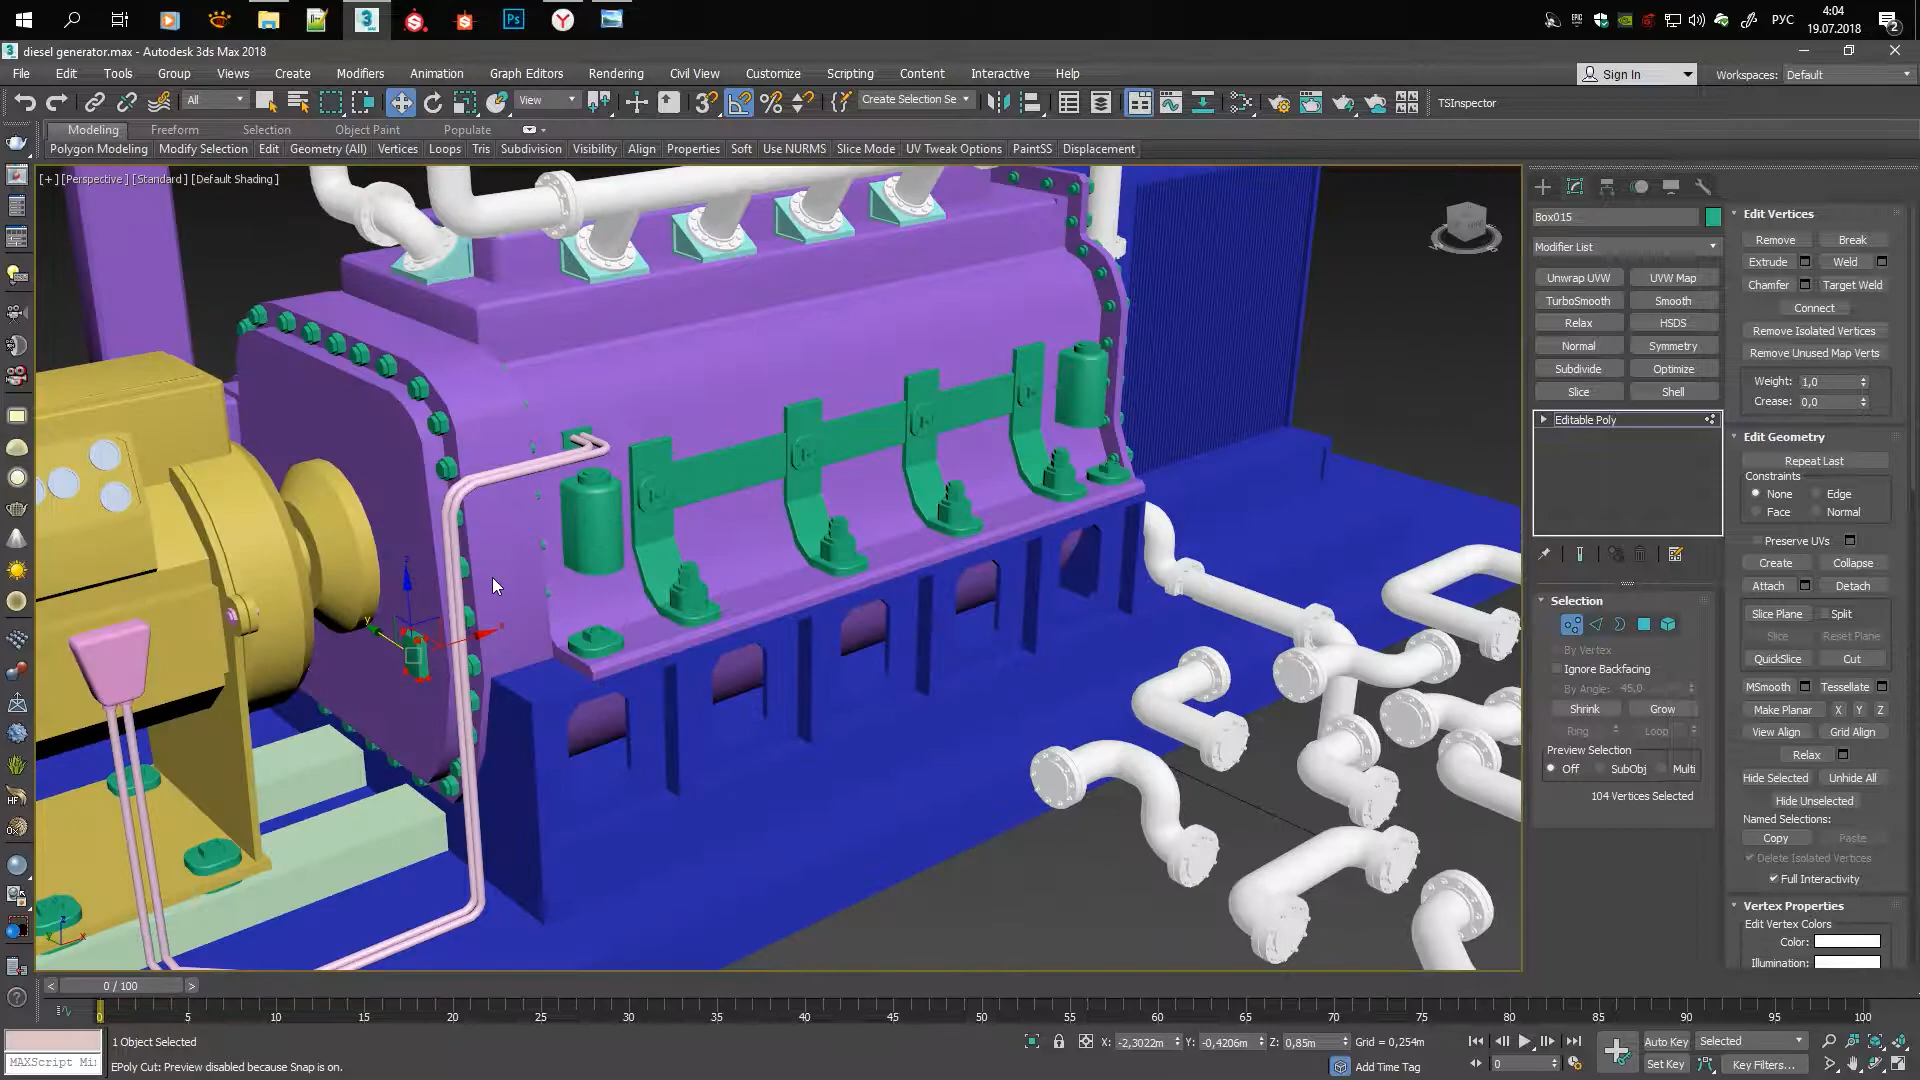 Ps
Y
РУС
4:04
19.07.2018
2
3
diesel generator.max - Autodesk 3ds Max 2018
File Edit Tools Group Views Create Modifiers Animation Graph Editors Rendering Civil View Customize Scripting Content Interactive Help
Sign In
Workspaces: Default
All
View
Create Selection Se
TSInspector
Modeling Freeform Selection Object Paint Populate
Polygon Modeling Modify Selection Edit Geometry (All) Vertices Loops Tris Subdivision Visibility Align Properties Soft Use NURMS Slice Mode UV Tweak Options PaintSS Displacement
[+] [Perspective] [Standard] [Default Shading]
Box015
Modifier List
Unwrap UVW UVW Map
TurboSmooth Smooth
Relax HSDS
Normal Symmetry
Subdivide Optimize
Slice Shell
Editable Poly
Selection
By Vertex
Ignore Backfacing
By Angle: 45,0
Shrink Grow
Ring Loop
Preview Selection
Off SubObj Multi
104 Vertices Selected
Edit Vertices
Remove Break
Extrude Weld
Chamfer Target Weld
Connect
Remove Isolated Vertices
Remove Unused Map Verts
Weight: 1,0
Crease: 0,0
Edit Geometry
Repeat Last
Constraints
None Edge
Face Normal
Preserve UVs
Create Collapse
Attach Detach
Slice Plane Split
Slice Reset Plane
QuickSlice Cut
MSmooth Tessellate
Make Planar X Y Z
View Align Grid Align
Relax
Hide Selected Unhide All
Hide Unselected
Named Selections:
Copy Paste
Delete Isolated Vertices
Full Interactivity
Vertex Properties
Edit Vertex Colors
Color:
Illumination:
HF
z
x
y
< 0 / 100 >
0 5 10 15 20 25 30 35 40 45 50 55 60 65 70 75 80 85 90 95 100
1 Object Selected
X: -2,3022m Y: -0,4206m Z: 0,85m Grid = 0,254m
Auto Key Selected
MAXScript Mi
EPoly Cut: Preview disabled because Snap is on.
Add Time Tag
0
Set Key Key Filters...